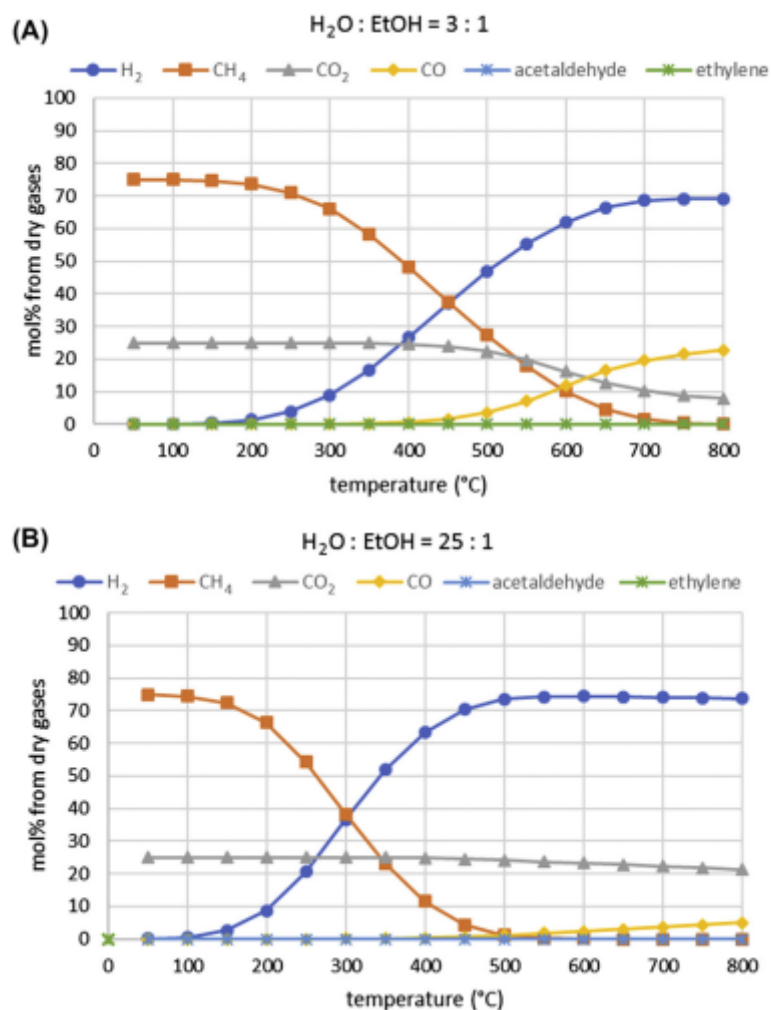 (A)
H₂O : EtOH = 3 : 1
H₂ CH₄ CO₂ CO acetaldehyde ethylene
100
90
80
70
60
50
40
30
20
10
0
mol% from dry gases
0 100 200 300 400 500 600 700 800
temperature (°C)
(B)
H₂O : EtOH = 25 : 1
H₂ CH₄ CO₂ CO acetaldehyde ethylene
100
90
80
70
60
50
40
30
20
10
0
mol% from dry gases
0 100 200 300 400 500 600 700 800
temperature (°C)